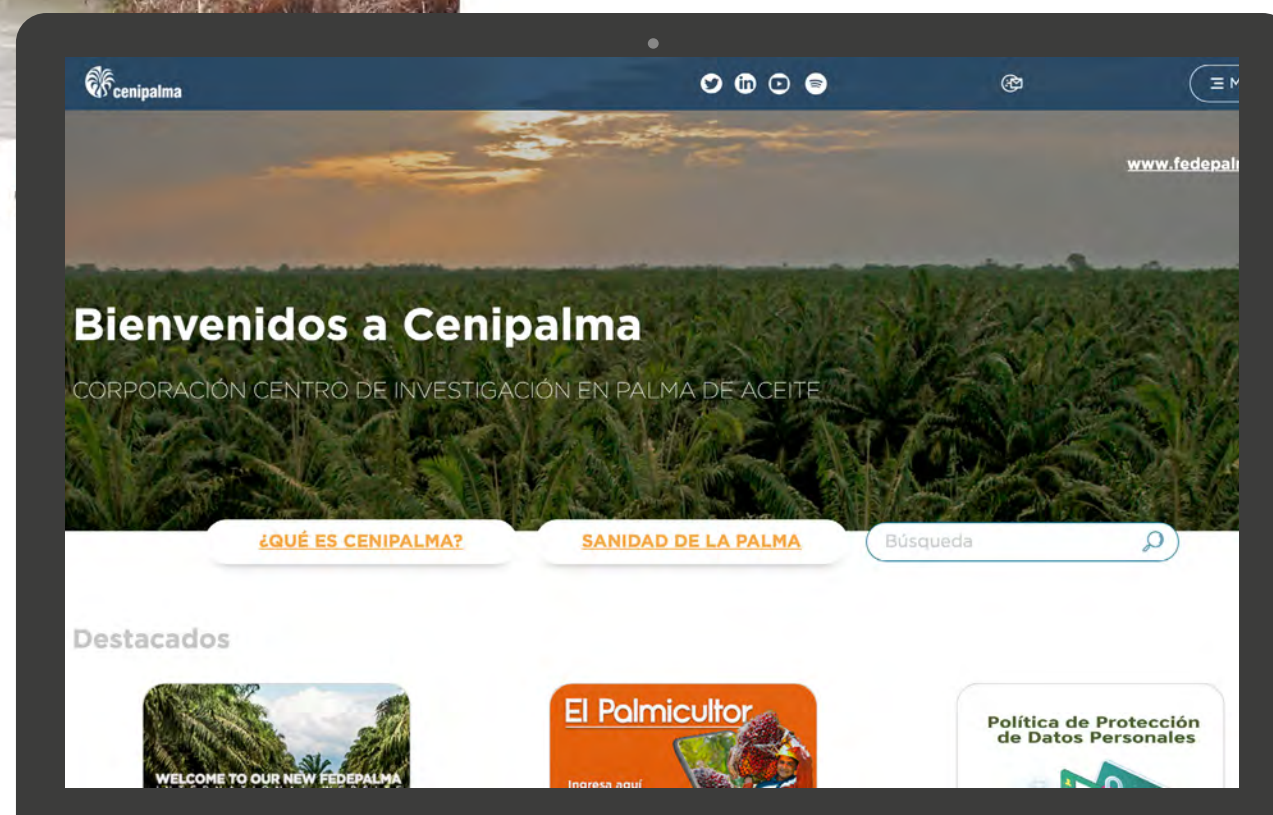 cenipalma
www.fedepal
Bienvenidos a Cenipalma
CORPORACIÓN CENTRO DE INVESTIGACIÓN EN PALMA DE ACEITE
¿QUÉ ES CENIPALMA?
SANIDAD DE LA PALMA
Búsqueda
Destacados
WELCOME TO OUR NEW FEDEPALMA
El Palmicultor
Ingresa aquí
Política de Protección
de Datos Personales